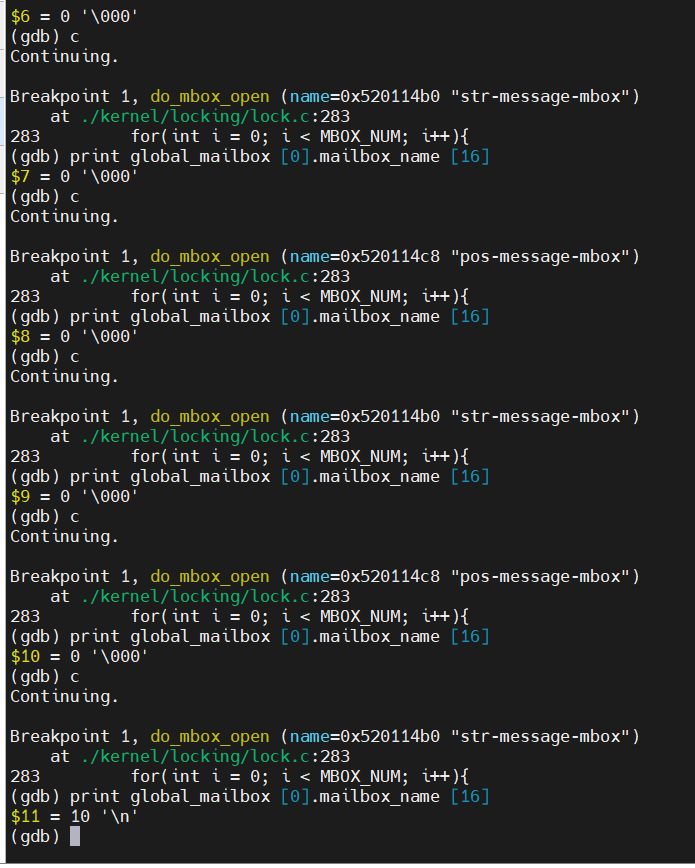 $6 = 0 '\000'
(gdb) c
Continuing.
Breakpoint 1, do_mbox_open (name=0x520114b0 "str-message-mbox")
    at ./kernel/locking/lock.c:283
283         for(int i = 0; i < MBOX_NUM; i++){
(gdb) print global_mailbox [0].mailbox_name [16]
$7 = 0 '\000'
(gdb) c
Continuing.
Breakpoint 1, do_mbox_open (name=0x520114c8 "pos-message-mbox")
    at ./kernel/locking/lock.c:283
283         for(int i = 0; i < MBOX_NUM; i++){
(gdb) print global_mailbox [0].mailbox_name [16]
$8 = 0 '\000'
(gdb) c
Continuing.
Breakpoint 1, do_mbox_open (name=0x520114b0 "str-message-mbox")
    at ./kernel/locking/lock.c:283
283         for(int i = 0; i < MBOX_NUM; i++){
(gdb) print global_mailbox [0].mailbox_name [16]
$9 = 0 '\000'
(gdb) c
Continuing.
Breakpoint 1, do_mbox_open (name=0x520114c8 "pos-message-mbox")
    at ./kernel/locking/lock.c:283
283         for(int i = 0; i < MBOX_NUM; i++){
(gdb) print global_mailbox [0].mailbox_name [16]
$10 = 0 '\000'
(gdb) c
Continuing.
Breakpoint 1, do_mbox_open (name=0x520114b0 "str-message-mbox")
    at ./kernel/locking/lock.c:283
283         for(int i = 0; i < MBOX_NUM; i++){
(gdb) print global_mailbox [0].mailbox_name [16]
$11 = 10 '\n'
(gdb)